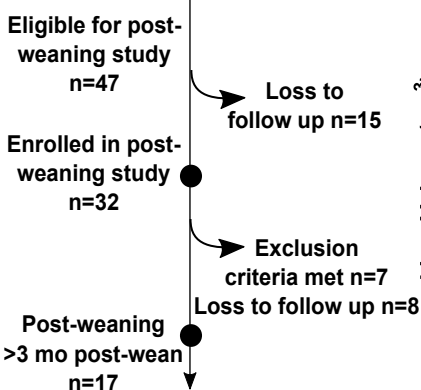 Eligible for post-
weaning study
n=47
Loss to
follow up n=15
Enrolled in post-
weaning study
n=32
Exclusion
criteria met n=7
Loss to follow up n=8
Post-weaning
>3 mo post-wean
n=17